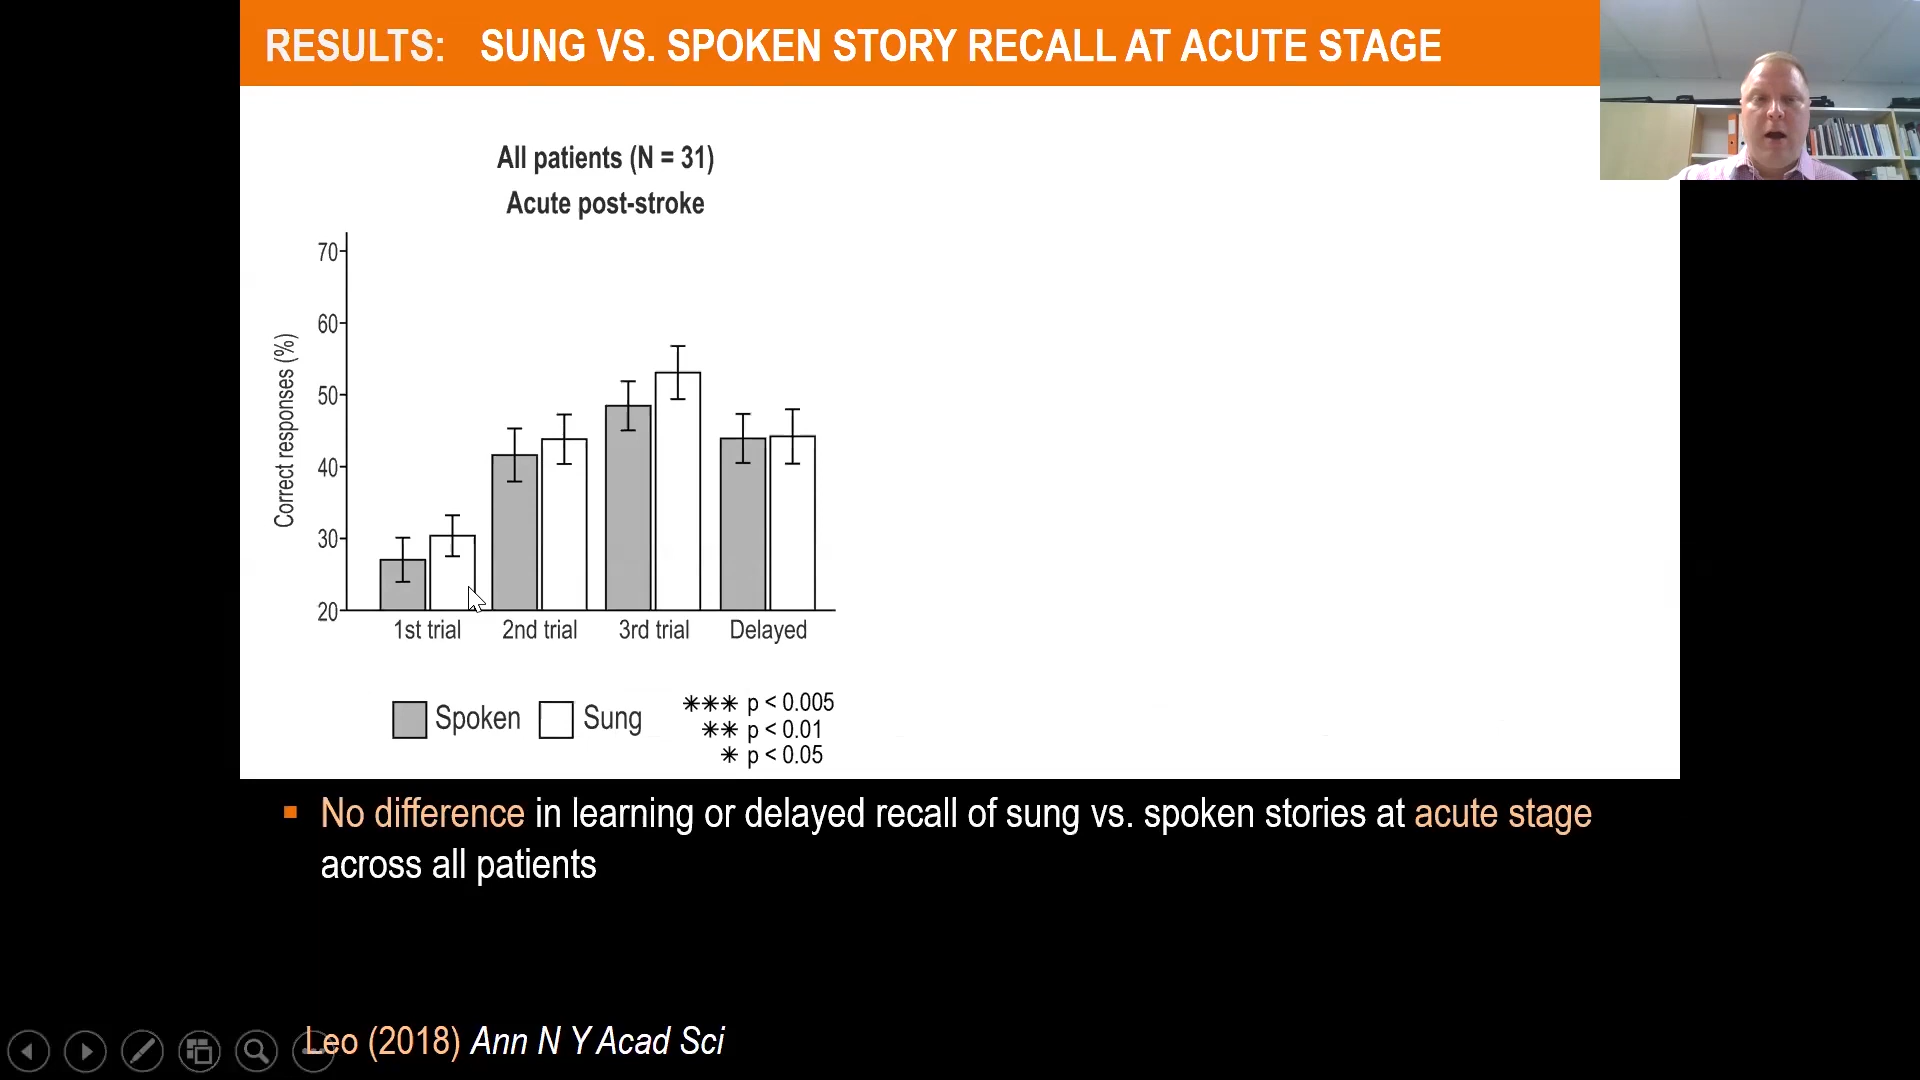 RESULTS: SUNG VS. SPOKEN STORY RECALL AT ACUTE STAGE
All patients (N = 31)
Acute post-stroke
Correct responses (%)
70
60
50
40
30
20
1st trial 2nd trial 3rd trial Delayed
Spoken Sung
*** p < 0.005
** p < 0.01
* p < 0.05
▪ No difference in learning or delayed recall of sung vs. spoken stories at acute stage
across all patients
Leo (2018) Ann N Y Acad Sci